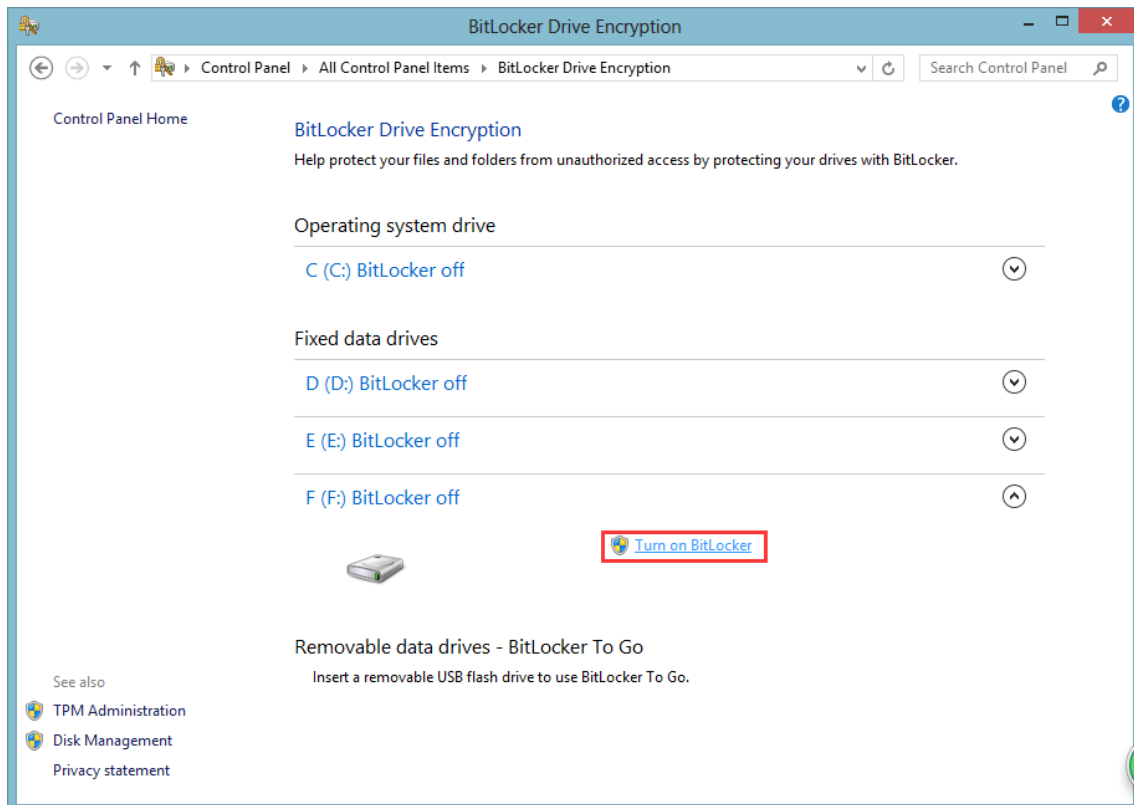 BitLocker Drive Encryption
Control Panel All Control Panel Items BitLocker Drive Encryption
Search Control Panel
Control Panel Home
BitLocker Drive Encryption
Help protect your files and folders from unauthorized access by protecting your drives with BitLocker.
Operating system drive
C (C:) BitLocker off
Fixed data drives
D (D:) BitLocker off
E (E:) BitLocker off
F (F:) BitLocker off
Turn on BitLocker
Removable data drives - BitLocker To Go
Insert a removable USB flash drive to use BitLocker To Go.
See also
TPM Administration
Disk Management
Privacy statement